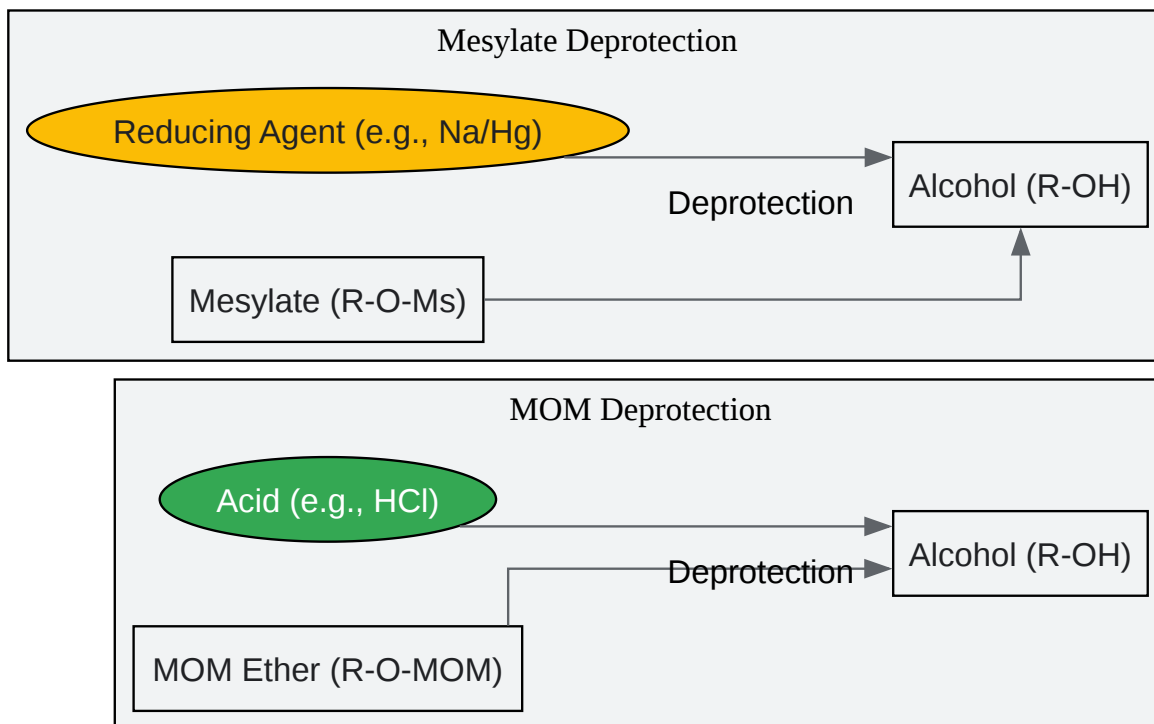 Mesylate Deprotection
Reducing Agent (e.g., Na/Hg)
Alcohol (R-OH)
Deprotection
Mesylate (R-O-Ms)
MOM Deprotection
Acid (e.g., HCl)
Alcohol (R-OH)
Deprotection
MOM Ether (R-O-MOM)